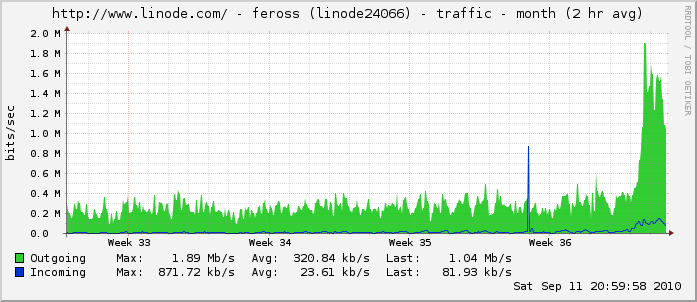 http://www.linode.com/ - feross (linode24066) - traffic - month (2 hr avg)
RRDTOOL / TOBI OETIKER
bits/sec
2.0 M
1.8 M
1.6 M
1.4 M
1.2 M
1.0 M
0.8 M
0.6 M
0.4 M
0.2 M
0.0
Week 33 Week 34 Week 35 Week 36
Outgoing Max: 1.89 Mb/s Avg: 320.84 kb/s Last: 1.04 Mb/s
Incoming Max: 871.72 kb/s Avg: 23.61 kb/s Last: 81.93 kb/s
Sat Sep 11 20:59:58 2010